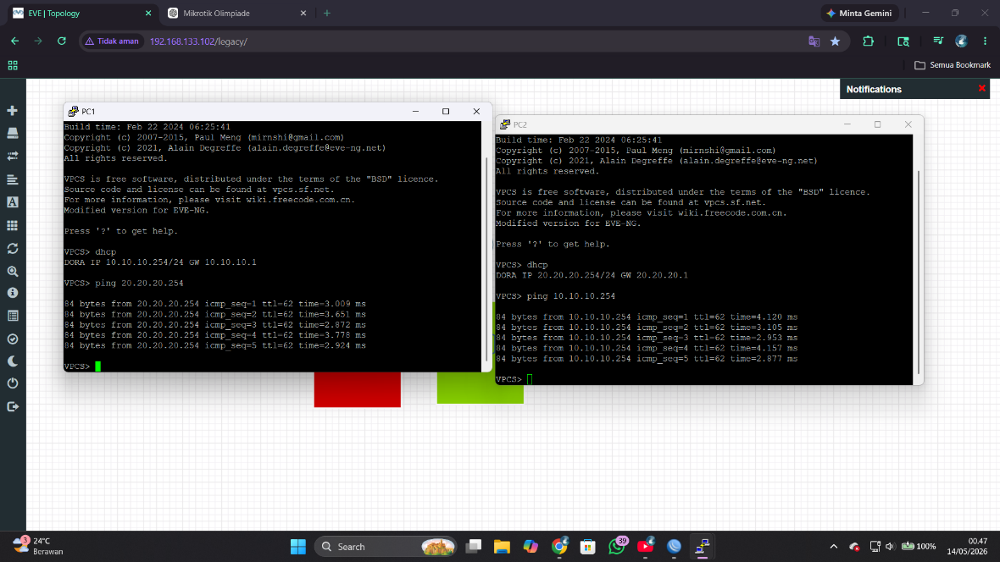 EVE | Topology
Mikrotik Olimpiade
Minta Gemini
Tidak aman
192.168.133.102/legacy/
Semua Bookmark
Notifications
PC1
Build time: Feb 22 2024 06:25:41
Copyright (c) 2007-2015, Paul Meng (mirnshi@gmail.com)
Copyright (c) 2021, Alain Degreffe (alain.degreffe@eve-ng.net)
All rights reserved.
VPCS is free software, distributed under the terms of the "BSD" licence.
Source code and license can be found at vpcs.sf.net.
For more information, please visit wiki.freecode.com.cn.
Modified version for EVE-NG.
Press '?' to get help.
VPCS> dhcp
DORA IP 10.10.10.254/24 GW 10.10.10.1
VPCS> ping 20.20.20.254
84 bytes from 20.20.20.254 icmp_seq=1 ttl=62 time=3.009 ms
84 bytes from 20.20.20.254 icmp_seq=2 ttl=62 time=3.651 ms
84 bytes from 20.20.20.254 icmp_seq=3 ttl=62 time=2.872 ms
84 bytes from 20.20.20.254 icmp_seq=4 ttl=62 time=3.778 ms
84 bytes from 20.20.20.254 icmp_seq=5 ttl=62 time=2.924 ms
VPCS>
PC2
Build time: Feb 22 2024 06:25:41
Copyright (c) 2007-2015, Paul Meng (mirnshi@gmail.com)
Copyright (c) 2021, Alain Degreffe (alain.degreffe@eve-ng.net)
All rights reserved.
VPCS is free software, distributed under the terms of the "BSD" licence.
Source code and license can be found at vpcs.sf.net.
For more information, please visit wiki.freecode.com.cn.
Modified version for EVE-NG.
Press '?' to get help.
VPCS> dhcp
DORA IP 20.20.20.254/24 GW 20.20.20.1
VPCS> ping 10.10.10.254
84 bytes from 10.10.10.254 icmp_seq=1 ttl=62 time=4.120 ms
84 bytes from 10.10.10.254 icmp_seq=2 ttl=62 time=3.105 ms
84 bytes from 10.10.10.254 icmp_seq=3 ttl=62 time=2.953 ms
84 bytes from 10.10.10.254 icmp_seq=4 ttl=62 time=4.157 ms
84 bytes from 10.10.10.254 icmp_seq=5 ttl=62 time=2.877 ms
VPCS>
3
24°C
Berawan
Search
39
100%
00.47
14/05/2026